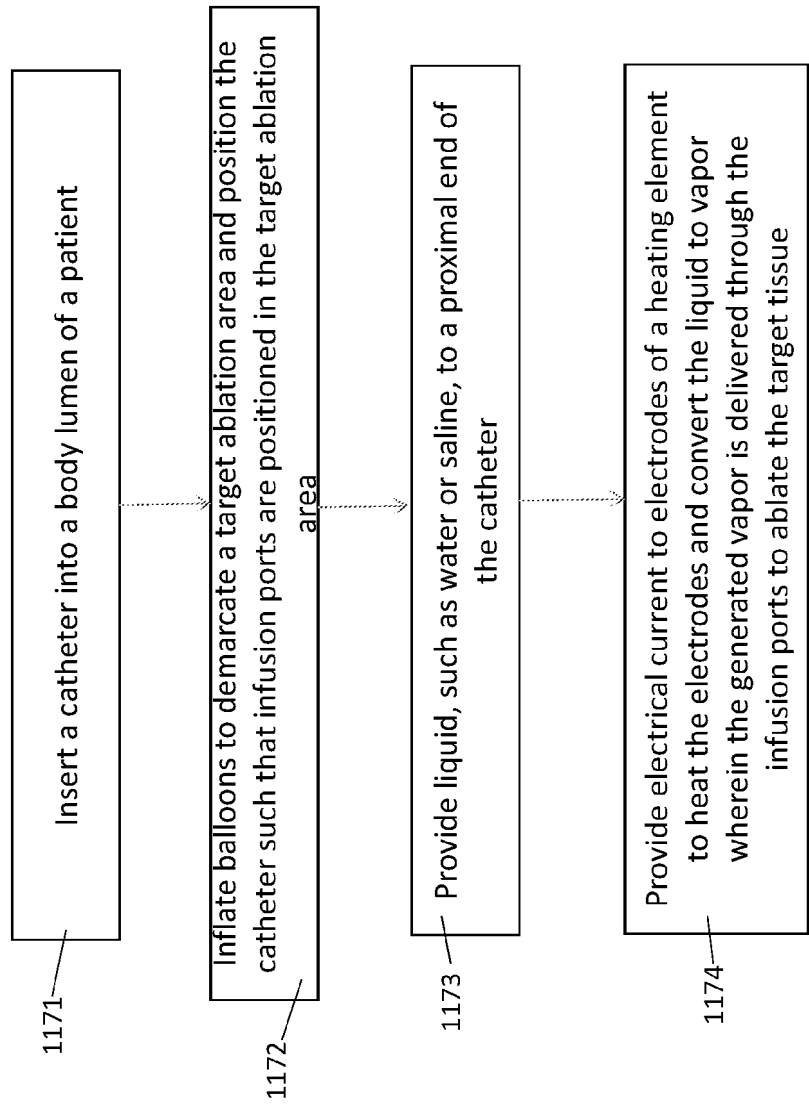 1171
Insert a catheter into a body lumen of a patient
1172
Inflate balloons to demarcate a target ablation area and position the
catheter such that infusion ports are positioned in the target ablation
area
1173
Provide liquid, such as water or saline, to a proximal end of
the catheter
1174
Provide electrical current to electrodes of a heating element
to heat the electrodes and convert the liquid to vapor
wherein the generated vapor is delivered through the
infusion ports to ablate the target tissue